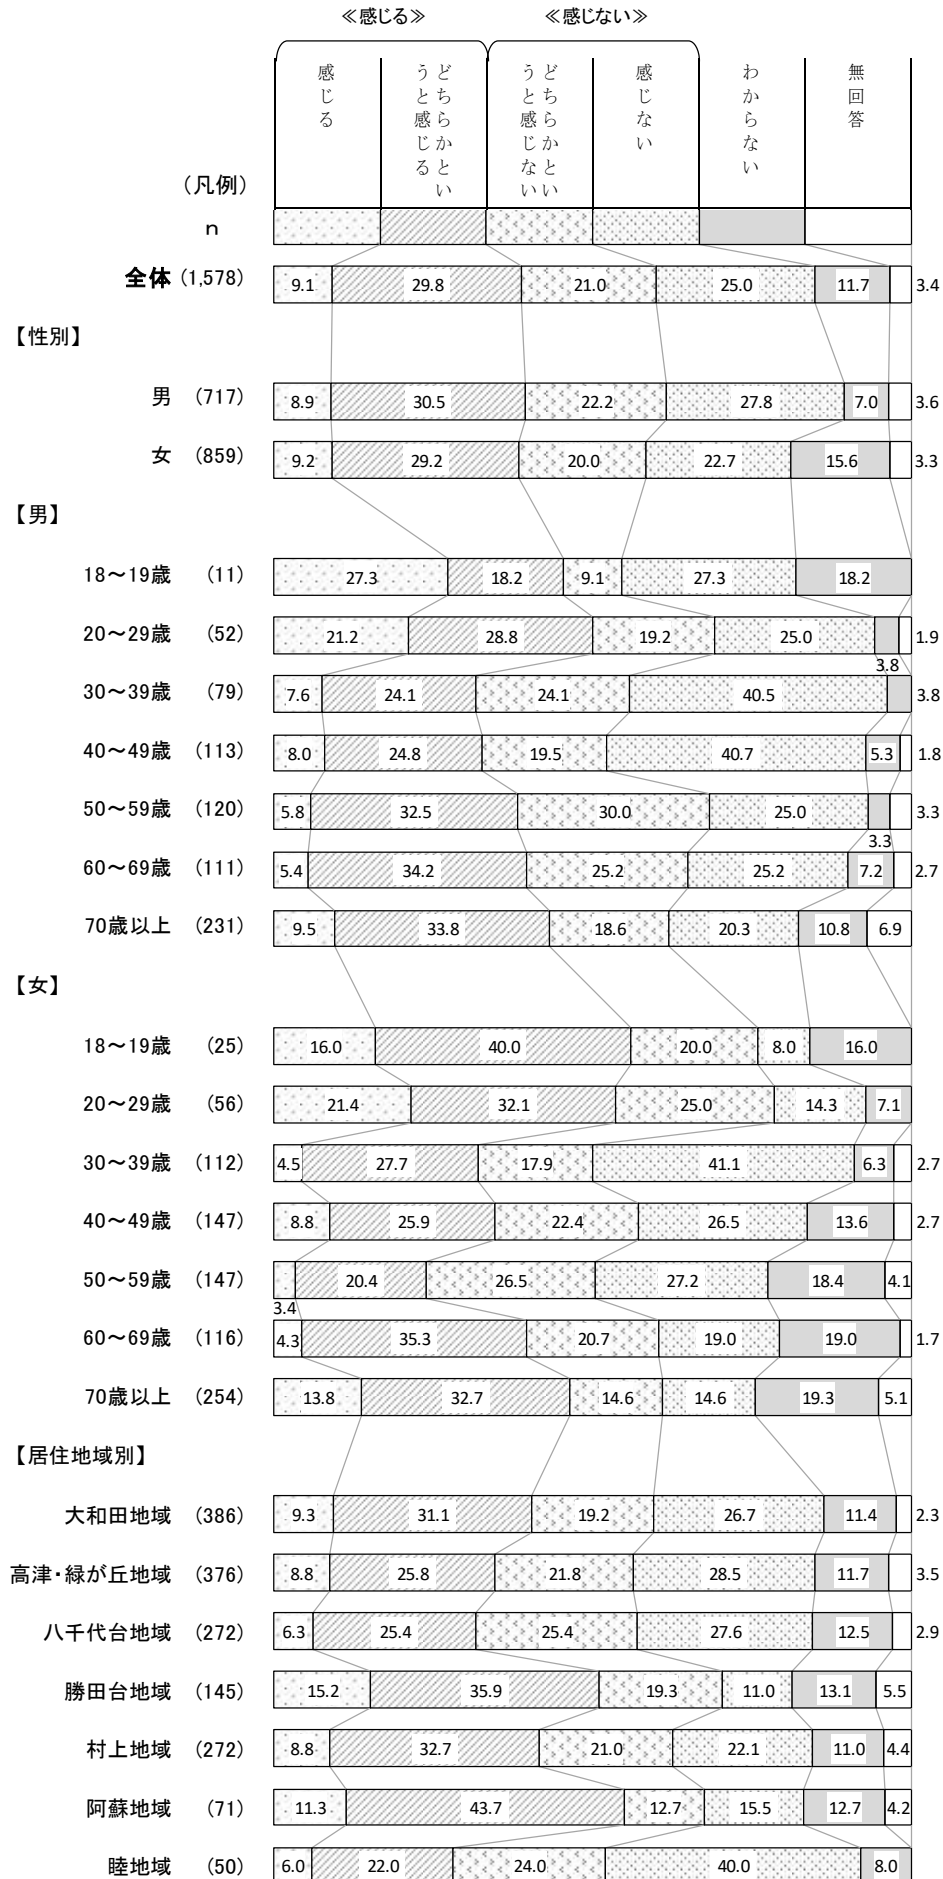 ≪感じる≫ ≪感じない≫
感じる
どちらかというと感じる
どちらかというと感じない
感じない
わからない
無回答
（凡例）
n
全体 (1,578) 9.1 29.8 21.0 25.0 11.7 3.4
【性別】
男 (717) 8.9 30.5 22.2 27.8 7.0 3.6
女 (859) 9.2 29.2 20.0 22.7 15.6 3.3
【男】
18～19歳 (11) 27.3 18.2 9.1 27.3 18.2
20～29歳 (52) 21.2 28.8 19.2 25.0 1.9
3.8
30～39歳 (79) 7.6 24.1 24.1 40.5 3.8
40～49歳 (113) 8.0 24.8 19.5 40.7 5.3 1.8
50～59歳 (120) 5.8 32.5 30.0 25.0 3.3
3.3
60～69歳 (111) 5.4 34.2 25.2 25.2 7.2 2.7
70歳以上 (231) 9.5 33.8 18.6 20.3 10.8 6.9
【女】
18～19歳 (25) 16.0 40.0 20.0 8.0 16.0
20～29歳 (56) 21.4 32.1 25.0 14.3 7.1
30～39歳 (112) 4.5 27.7 17.9 41.1 6.3 2.7
40～49歳 (147) 8.8 25.9 22.4 26.5 13.6 2.7
50～59歳 (147) 20.4 26.5 27.2 18.4 4.1
3.4
60～69歳 (116) 4.3 35.3 20.7 19.0 19.0 1.7
70歳以上 (254) 13.8 32.7 14.6 14.6 19.3 5.1
【居住地域別】
大和田地域 (386) 9.3 31.1 19.2 26.7 11.4 2.3
高津・緑が丘地域 (376) 8.8 25.8 21.8 28.5 11.7 3.5
八千代台地域 (272) 6.3 25.4 25.4 27.6 12.5 2.9
勝田台地域 (145) 15.2 35.9 19.3 11.0 13.1 5.5
村上地域 (272) 8.8 32.7 21.0 22.1 11.0 4.4
阿蘇地域 (71) 11.3 43.7 12.7 15.5 12.7 4.2
睦地域 (50) 6.0 22.0 24.0 40.0 8.0